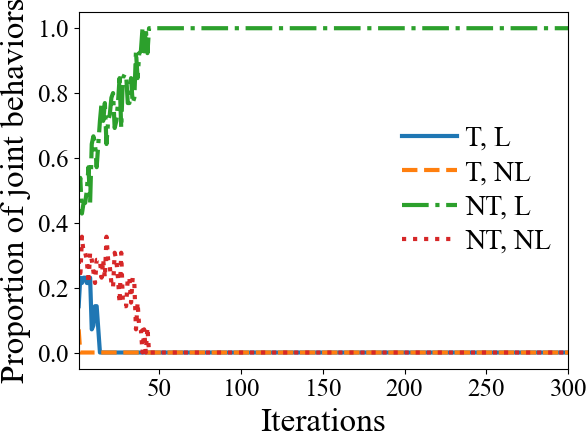 Proportion of joint behaviors
1.0
0.8
0.6
0.4
0.2
0.0
T, L
T, NL
NT, L
NT, NL
50 100 150 200 250 300
Iterations